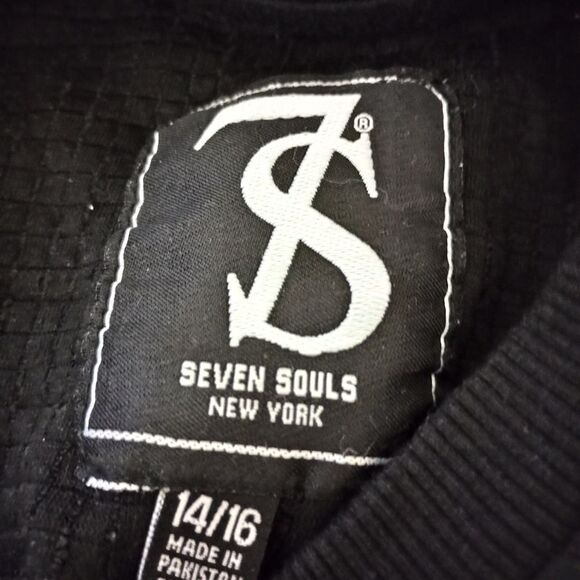 7S®
SEVEN SOULS
NEW YORK
14/16
MADE IN
PAKISTAN